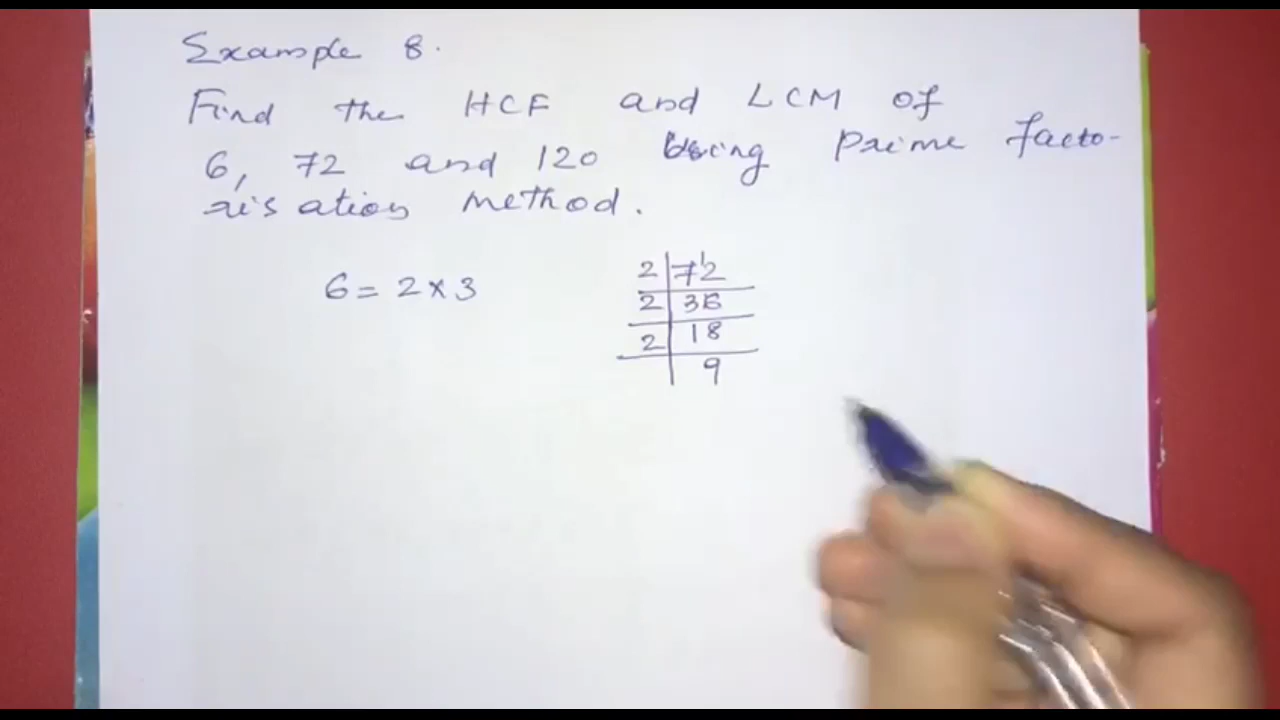 Example 8.
Find the HCF and LCM of
6, 72 and 120 using prime facto-
risation method.
6 = 2 × 3
2 | 72
2 | 36
2 | 18
9